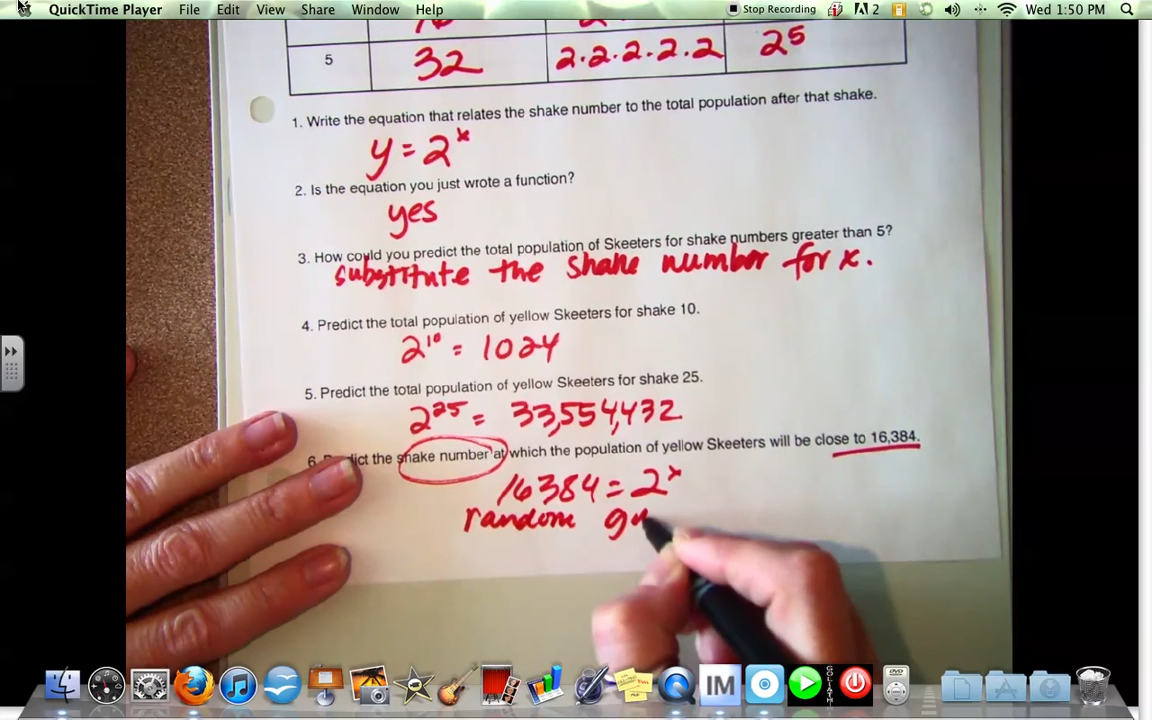 QuickTime Player File Edit View Share Window Help Stop Recording 2 Wed 1:50 PM
5 32 2·2·2·2·2 2⁵
1. Write the equation that relates the shake number to the total population after that shake.
y = 2ˣ
2. Is the equation you just wrote a function?
yes
3. How could you predict the total population of Skeeters for shake numbers greater than 5?
substitute the shake number for x.
4. Predict the total population of yellow Skeeters for shake 10.
2¹⁰ = 1024
5. Predict the total population of yellow Skeeters for shake 25.
2²⁵ = 33,554,432
6. dict the shake number at which the population of yellow Skeeters will be close to 16,384.
16384 = 2ˣ
random gu
IM